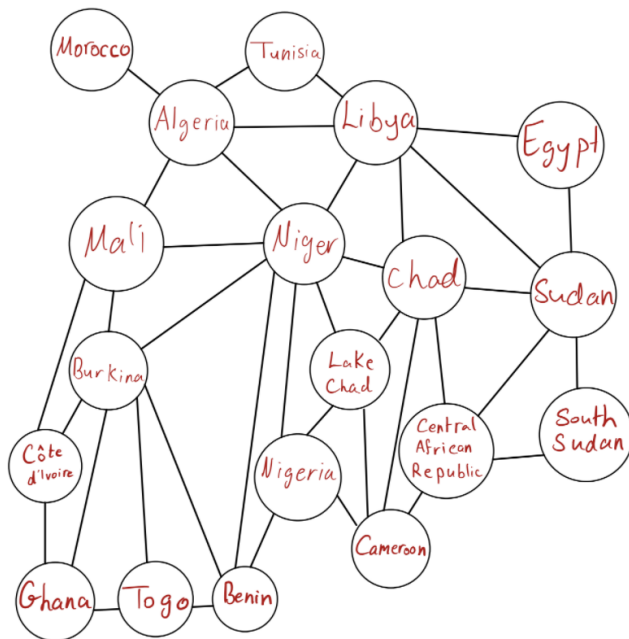 Morocco
Tunisia
Algeria
Libya
Egypt
Mali
Niger
Chad
Sudan
Burkina
Lake
Chad
Central
African
Republic
South
Sudan
Côte
d'Ivoire
Nigeria
Cameroon
Ghana
Togo
Benin